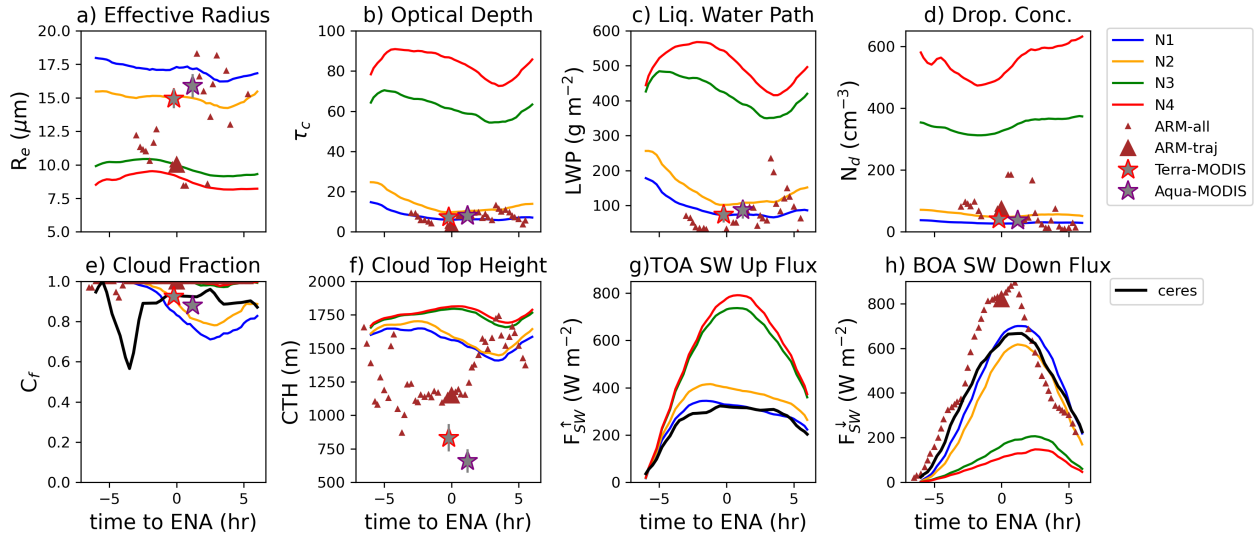 a) Effective Radius
b) Optical Depth
c) Liq. Water Path
d) Drop. Conc.
20.0
17.5
15.0
12.5
10.0
7.5
5.0
Rₑ (μm)
100
80
60
40
20
0
τ_c
600
500
400
300
200
100
LWP (g m⁻²)
600
400
200
0
N_d (cm⁻³)
N1
N2
N3
N4
ARM-all
ARM-traj
Terra-MODIS
Aqua-MODIS
e) Cloud Fraction
f) Cloud Top Height
g)TOA SW Up Flux
h) BOA SW Down Flux
1.0
0.8
0.6
0.4
0.2
0.0
C_f
−5
0
5
time to ENA (hr)
2000
1750
1500
1250
1000
750
500
CTH (m)
−5
0
5
time to ENA (hr)
800
600
400
200
0
F↑_SW (W m⁻²)
−5
0
5
time to ENA (hr)
800
600
400
200
0
F↓_SW (W m⁻²)
−5
0
5
time to ENA (hr)
ceres